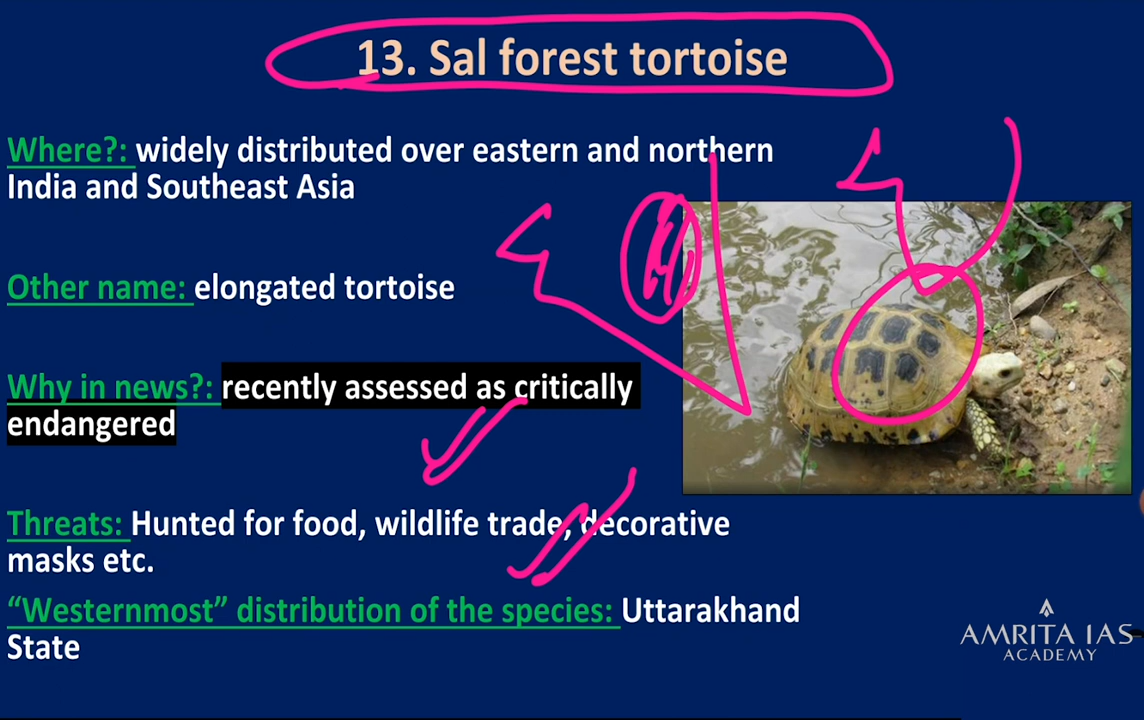 13. Sal forest tortoise
Where?: widely distributed over eastern and northern
India and Southeast Asia
Other name: elongated tortoise
Why in news?: recently assessed as critically
endangered
Threats: Hunted for food, wildlife trade, decorative
masks etc.
“Westernmost” distribution of the species: Uttarakhand
State
AMRITA IAS
ACADEMY